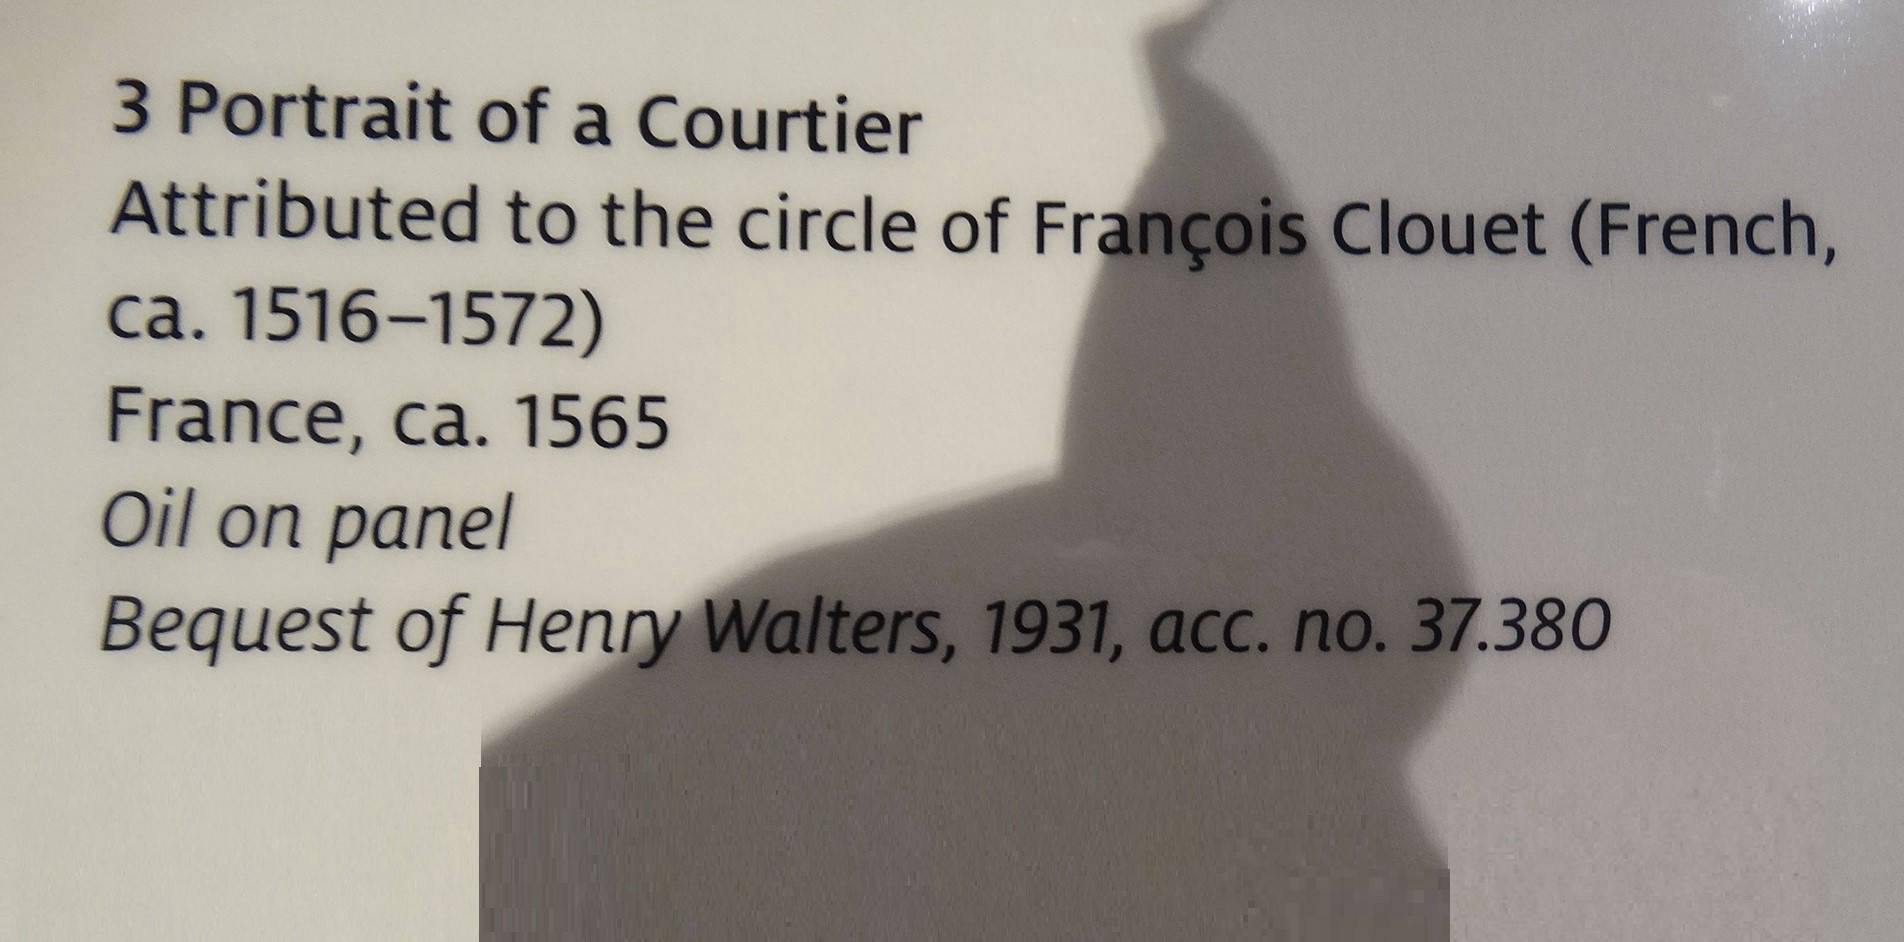 3 Portrait of a Courtier
Attributed to the circle of François Clouet (French,
ca. 1516–1572)
France, ca. 1565
Oil on panel
Bequest of Henry Walters, 1931, acc. no. 37.380